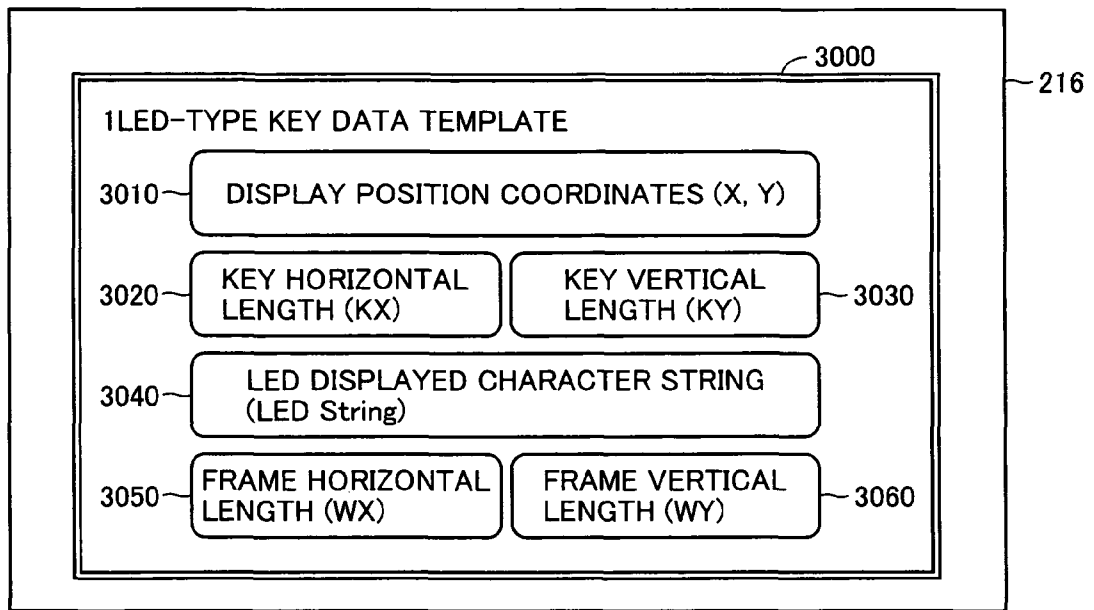 3000
216
1LED-TYPE KEY DATA TEMPLATE
3010
DISPLAY POSITION COORDINATES (X, Y)
3020
KEY HORIZONTAL
LENGTH (KX)
KEY VERTICAL
LENGTH (KY)
3030
3040
LED DISPLAYED CHARACTER STRING
(LED String)
3050
FRAME HORIZONTAL
LENGTH (WX)
FRAME VERTICAL
LENGTH (WY)
3060